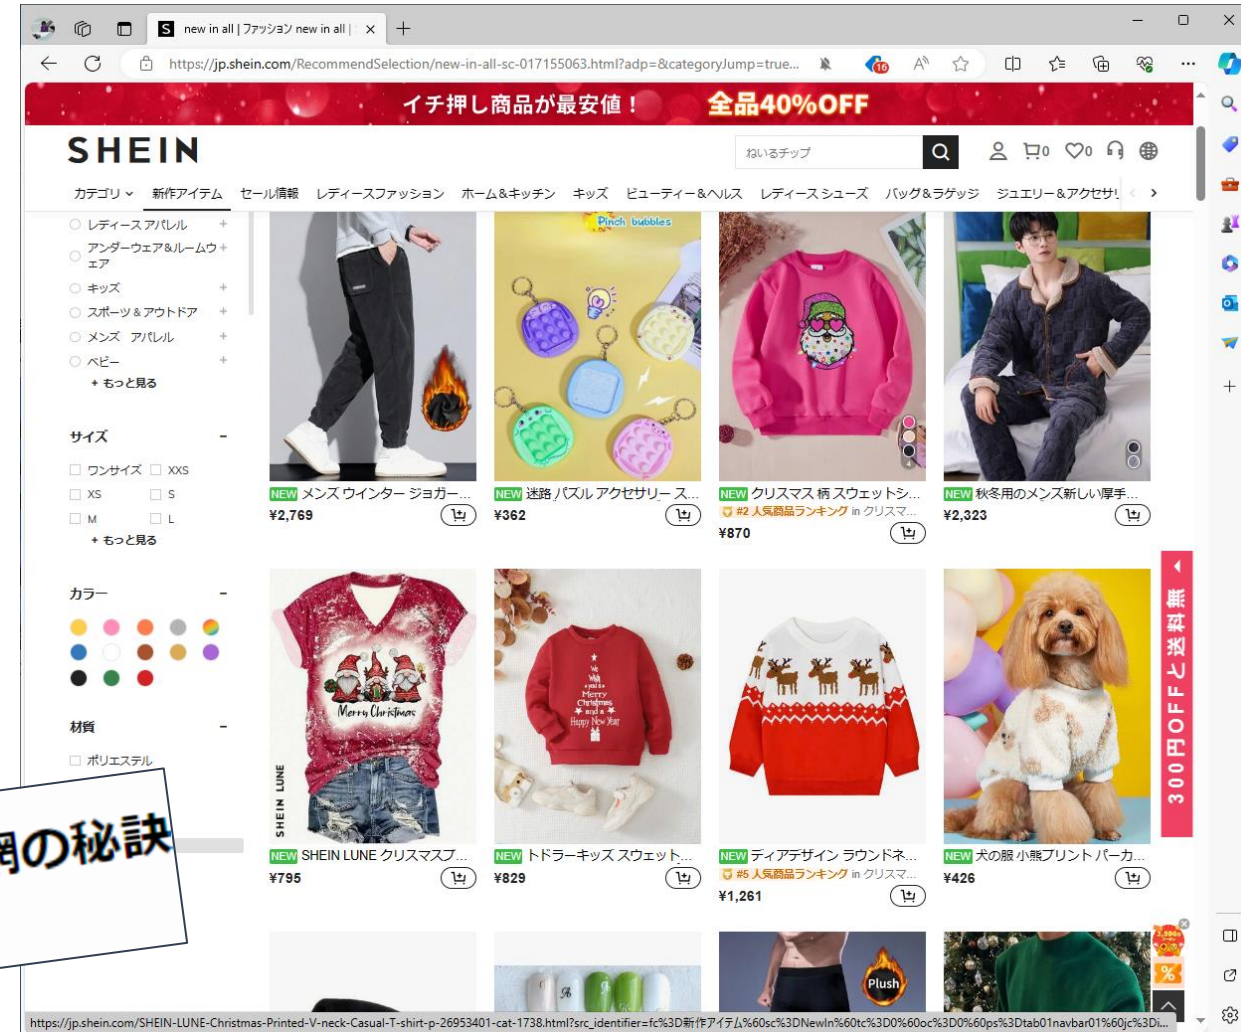 new in all | ファッション new in all |
https://jp.shein.com/RecommendSelection/new-in-all-sc-017155063.html?adp=&categoryJump=true...
16
イチ押し商品が最安値！ 全品40%OFF
SHEIN
ねいるチップ
0
0
カテゴリ 新作アイテム セール情報 レディースファッション ホーム&キッチン キッズ ビューティー&ヘルス レディース シューズ バッグ&ラゲッジ ジュエリー&アクセサリ
レディース アパレル +
アンダーウェア&ルームウェア +
キッズ +
スポーツ & アウトドア +
メンズ アパレル +
ベビー +
+ もっと見る
サイズ -
ワンサイズ XXS
XS S
M L
+ もっと見る
カラー -
材質 -
ポリエステル
の秘訣
Pinch bubbles
4
NEW メンズ ウインター ジョガー...
¥2,769
NEW 迷路 パズル アクセサリー ス...
¥362
NEW クリスマス 柄 スウェットシ...
#2 人気商品ランキング in クリスマ...
¥870
NEW 秋冬用のメンズ新しい厚手...
¥2,323
Merry Christmas
SHEIN LUNE
We
Wish
you a
Merry
Christmas
and a
Happy New Year
300円OFFと送料無
NEW SHEIN LUNE クリスマスプ...
¥795
NEW トドラーキッズ スウェット...
¥829
NEW ディアデザイン ラウンドネ...
#5 人気商品ランキング in クリスマ...
¥1,261
NEW 犬の服 小熊プリント パーカ...
¥426
Plush
%
https://jp.shein.com/SHEIN-LUNE-Christmas-Printed-V-neck-Casual-T-shirt-p-26953401-cat-1738.html?src_identifier=fc%3D新作アイテム%60sc%3DNewIn%60tc%3D0%60oc%3D0%60ps%3Dtab01navbar01%60jc%3Di...